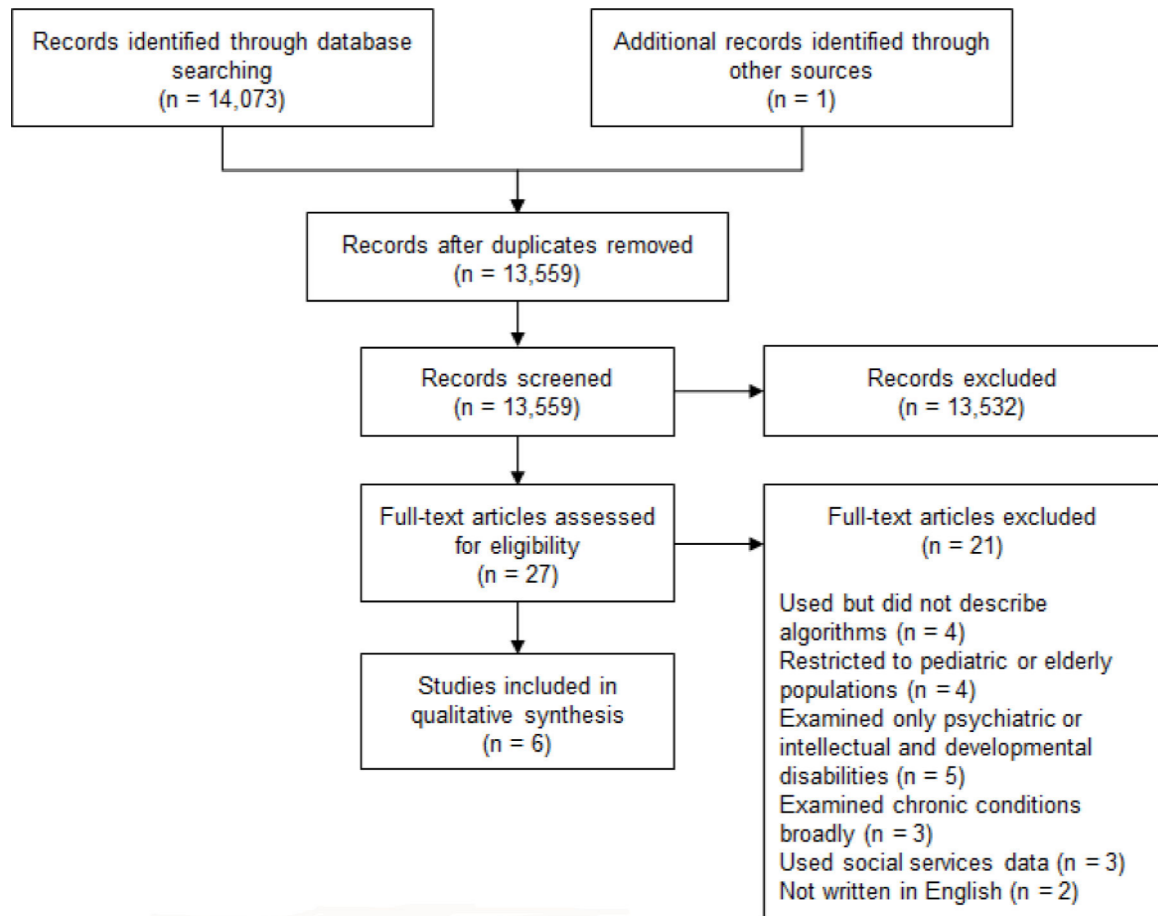 Records identified through database
searching
(n = 14,073)
Additional records identified through
other sources
(n = 1)
Records after duplicates removed
(n = 13,559)
Records screened
(n = 13,559)
Records excluded
(n = 13,532)
Full-text articles assessed
for eligibility
(n = 27)
Full-text articles excluded
(n = 21)
Used but did not describe
algorithms (n = 4)
Restricted to pediatric or elderly
populations (n = 4)
Examined only psychiatric or
intellectual and developmental
disabilities (n = 5)
Examined chronic conditions
broadly (n = 3)
Used social services data (n = 3)
Not written in English (n = 2)
Studies included in
qualitative synthesis
(n = 6)